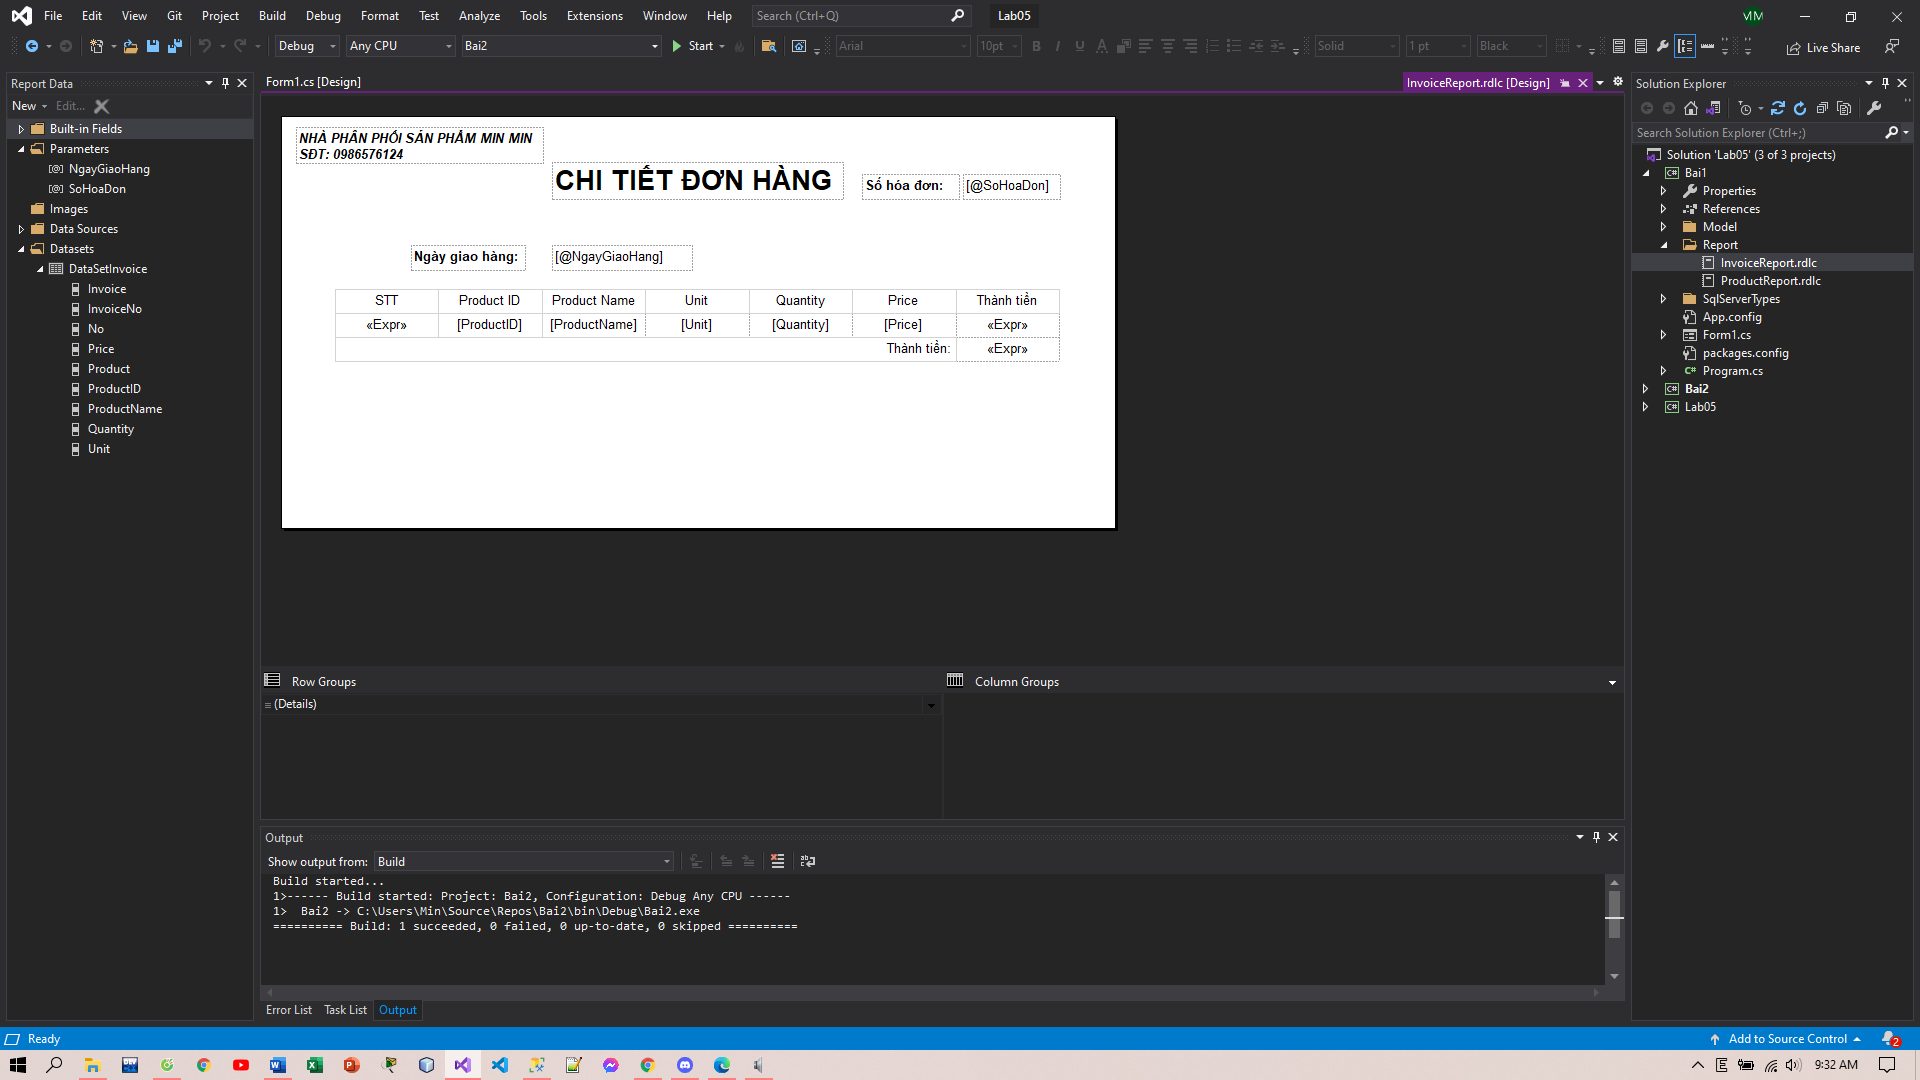 File Edit View Git Project Build Debug Format Test Analyze Tools Extensions Window Help Search (Ctrl+Q) Lab05
Debug Any CPU Bai2 Start Arial 10pt B I U A Solid 1 pt Black Live Share
Report Data
New Edit...
Built-in Fields
Parameters
NgayGiaoHang
SoHoaDon
Images
Data Sources
Datasets
DataSetInvoice
Invoice
InvoiceNo
No
Price
Product
ProductID
ProductName
Quantity
Unit
Form1.cs [Design]
InvoiceReport.rdlc [Design]
NHÀ PHÂN PHỐI SẢN PHẨM MIN MIN
SĐT: 0986576124
CHI TIẾT ĐƠN HÀNG
Số hóa đơn: [@SoHoaDon]
Ngày giao hàng: [@NgayGiaoHang]
STT Product ID Product Name Unit Quantity Price Thành tiền
«Expr» [ProductID] [ProductName] [Unit] [Quantity] [Price] «Expr»
Thành tiền: «Expr»
Row Groups
(Details)
Column Groups
Output
Show output from: Build
Build started...
1>------ Build started: Project: Bai2, Configuration: Debug Any CPU ------
1>  Bai2 -> C:\Users\Min\Source\Repos\Bai2\bin\Debug\Bai2.exe
========== Build: 1 succeeded, 0 failed, 0 up-to-date, 0 skipped ==========
Error List Task List Output
Solution Explorer
Search Solution Explorer (Ctrl+;)
Solution 'Lab05' (3 of 3 projects)
Bai1
Properties
References
Model
Report
InvoiceReport.rdlc
ProductReport.rdlc
SqlServerTypes
App.config
Form1.cs
packages.config
Program.cs
Bai2
Lab05
Ready
Add to Source Control 2
9:32 AM